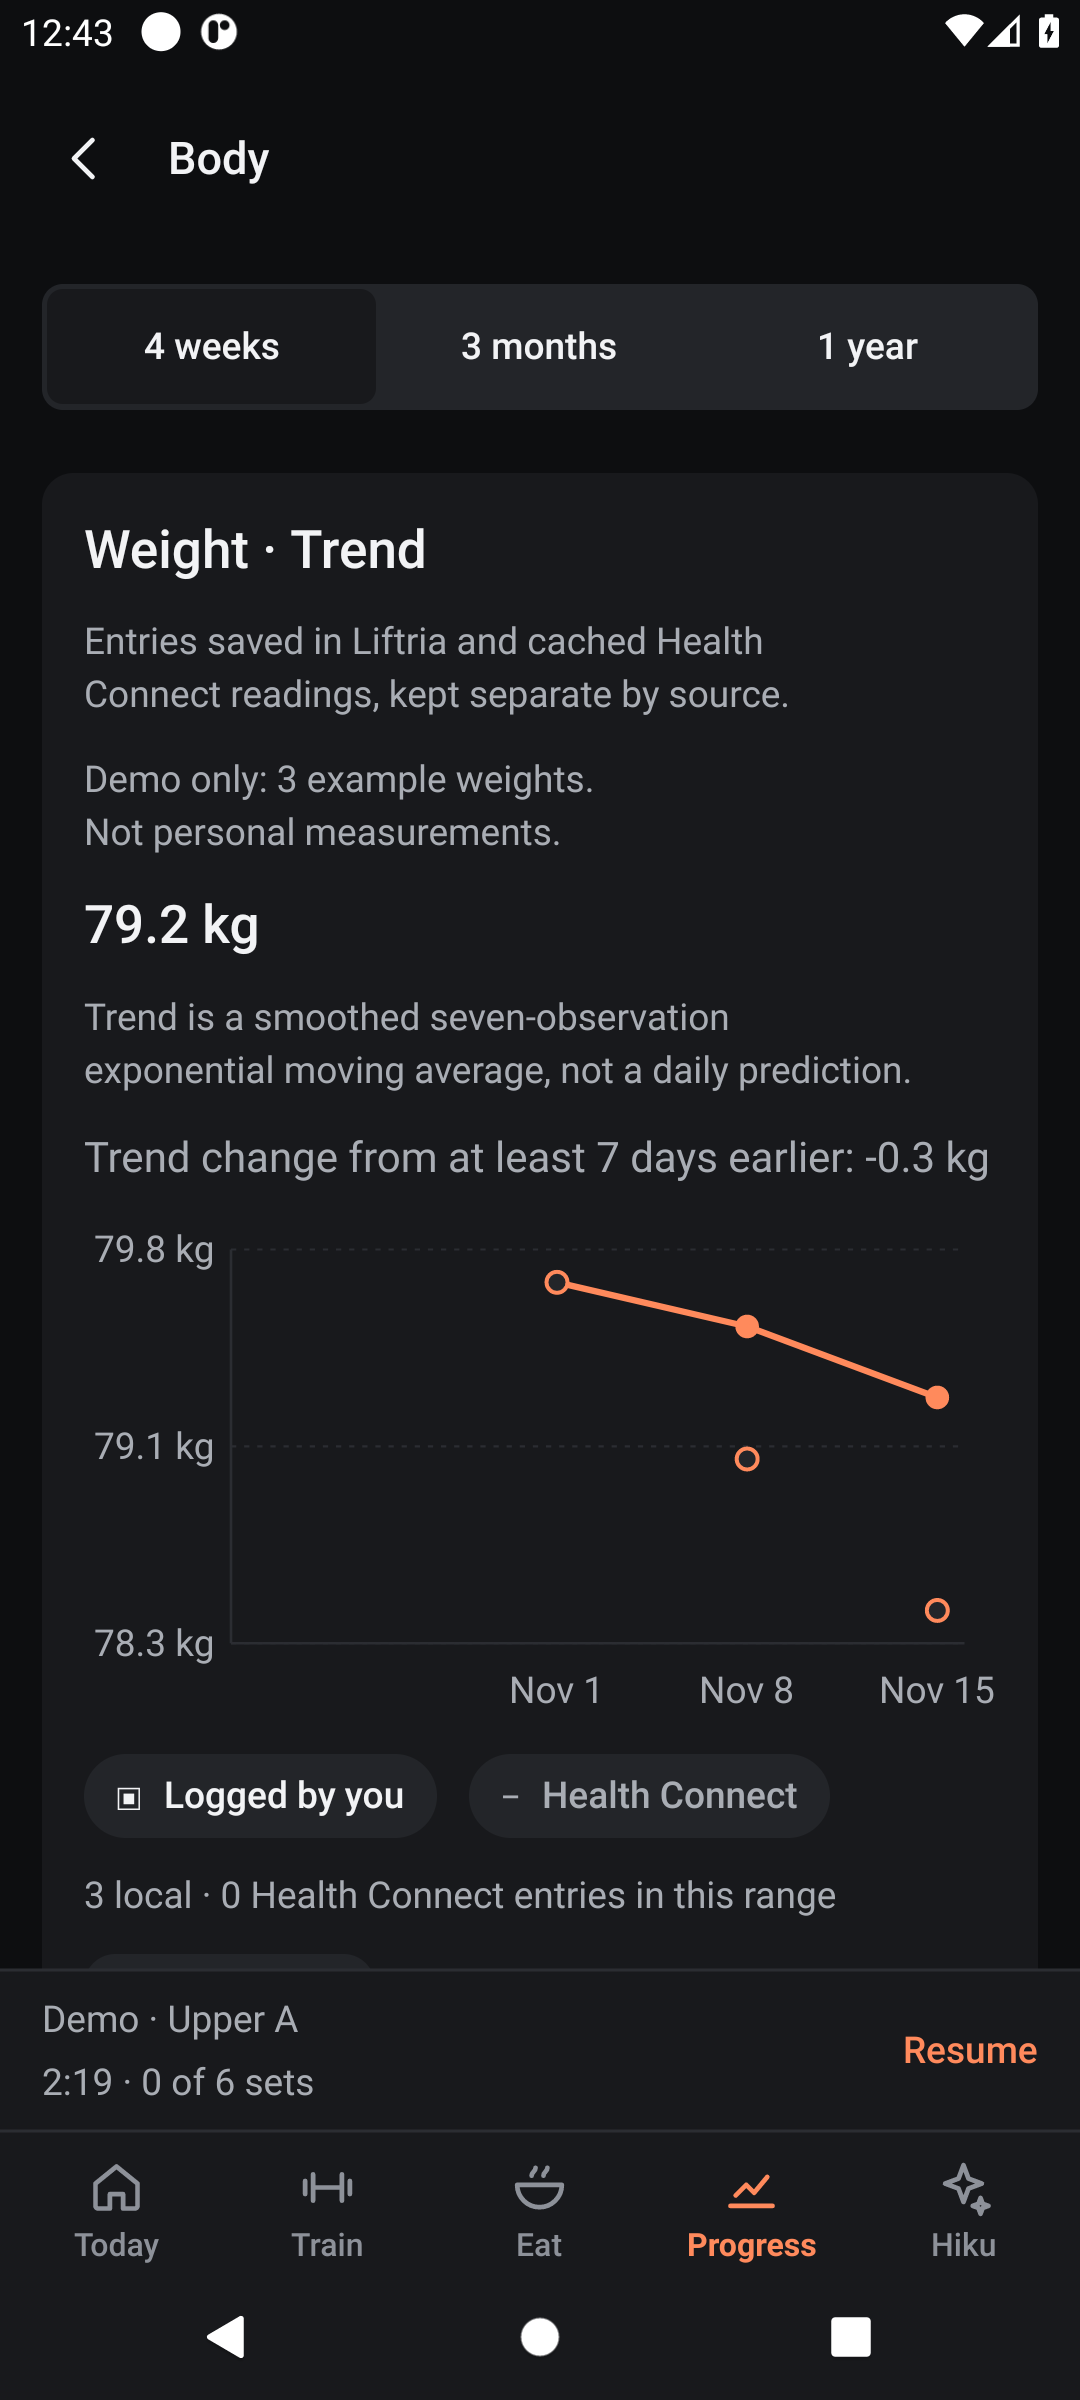 12:43
Body
4 weeks
3 months
1 year
Weight · Trend
Entries saved in Liftria and cached Health
Connect readings, kept separate by source.
Demo only: 3 example weights.
Not personal measurements.
79.2 kg
Trend is a smoothed seven-observation
exponential moving average, not a daily prediction.
Trend change from at least 7 days earlier: -0.3 kg
79.8 kg
79.1 kg
78.3 kg
Nov 1
Nov 8
Nov 15
Logged by you
Health Connect
3 local · 0 Health Connect entries in this range
Demo · Upper A
2:19 · 0 of 6 sets
Resume
Today
Train
Eat
Progress
Hiku